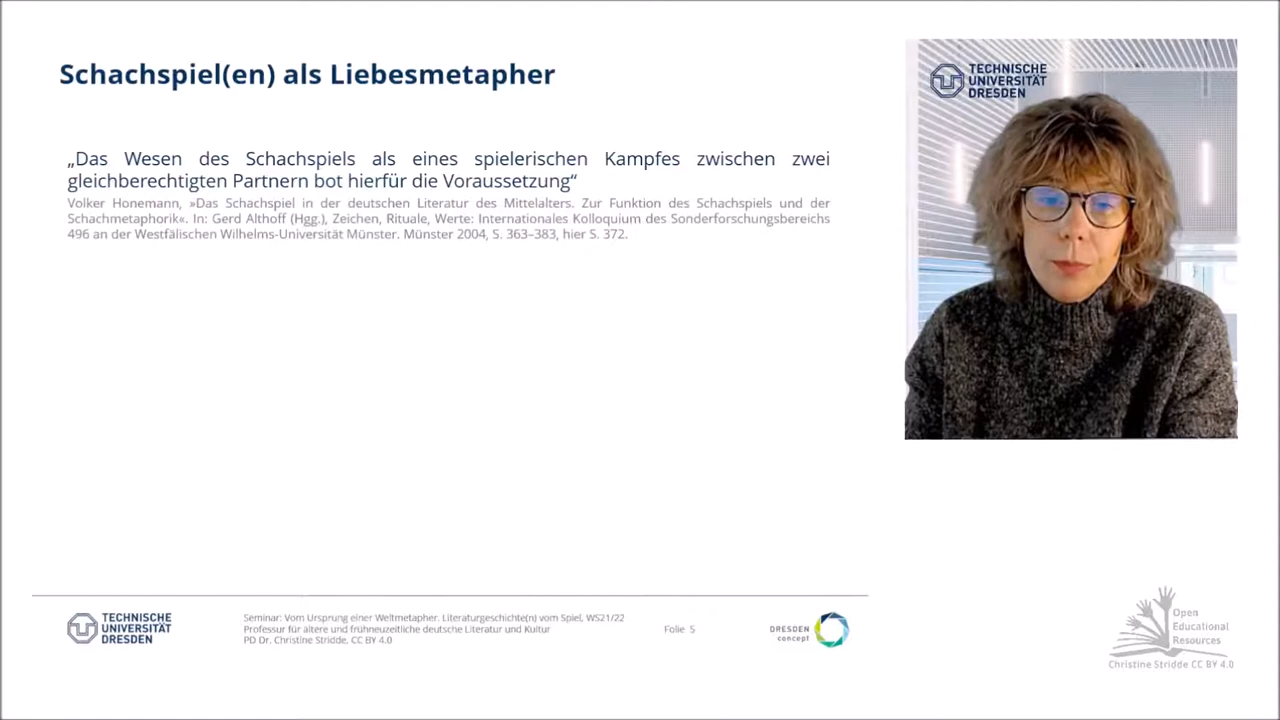 Schachspiel(en) als Liebesmetapher
„Das Wesen des Schachspiels als eines spielerischen Kampfes zwischen zwei
gleichberechtigten Partnern bot hierfür die Voraussetzung“
Volker Honemann, »Das Schachspiel in der deutschen Literatur des Mittelalters. Zur Funktion des Schachspiels und der
Schachmetaphorik«. In: Gerd Althoff (Hgg.), Zeichen, Rituale, Werte: Internationales Kolloquium des Sonderforschungsbereichs
496 an der Westfälischen Wilhelms-Universität Münster. Münster 2004, S. 363–383, hier S. 372.
TECHNISCHE
UNIVERSITÄT
DRESDEN
TECHNISCHE
UNIVERSITÄT
DRESDEN
Seminar: Vom Ursprung einer Weltmetapher. Literaturgeschichte(n) vom Spiel, WS21/22
Professur für ältere und frühneuzeitliche deutsche Literatur und Kultur
PD Dr. Christine Stridde, CC BY 4.0
Folie 5
DRESDEN
concept
Open
Educational
Resources
Christine Stridde CC BY 4.0